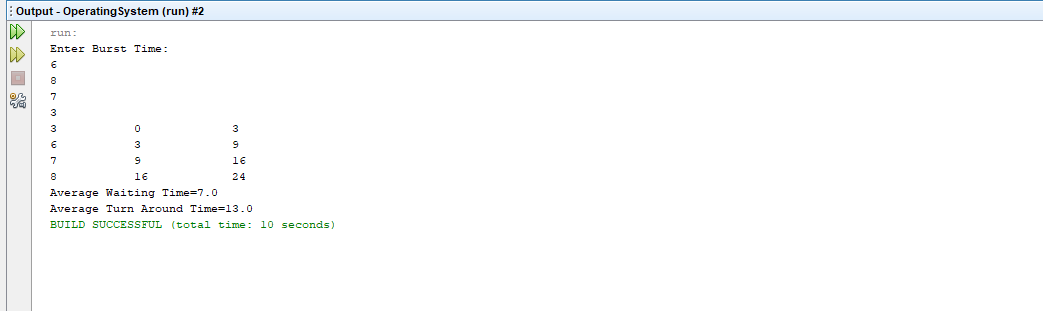 Output - OperatingSystem (run) #2
run:
Enter Burst Time:
6
8
7
3
3 0 3
6 3 9
7 9 16
8 16 24
Average Waiting Time=7.0
Average Turn Around Time=13.0
BUILD SUCCESSFUL (total time: 10 seconds)